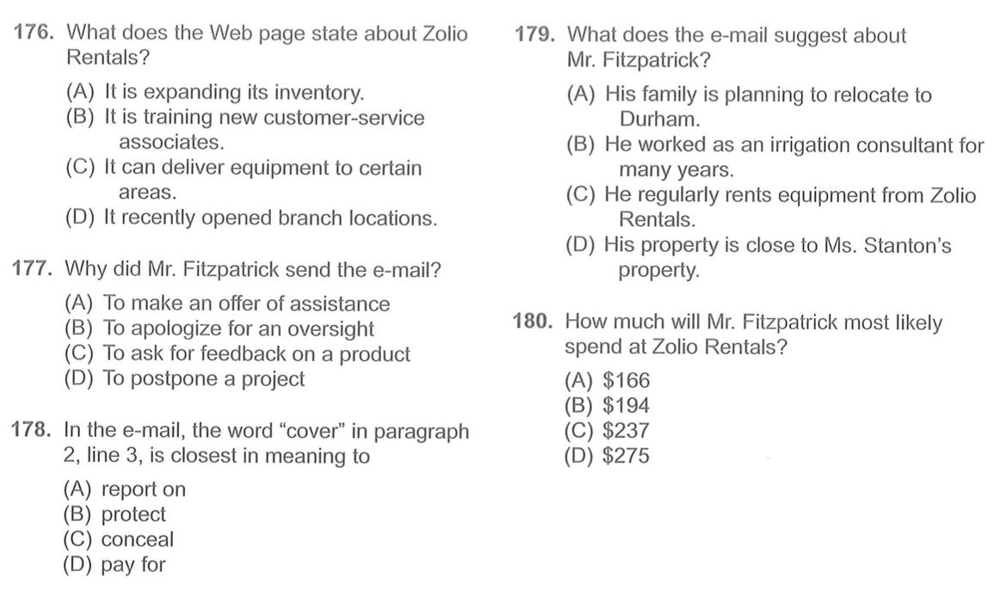 176. What does the Web page state about Zolio
Rentals?
(A) It is expanding its inventory.
(B) It is training new customer-service
associates.
(C) It can deliver equipment to certain
areas.
(D) It recently opened branch locations.
177. Why did Mr. Fitzpatrick send the e-mail?
(A) To make an offer of assistance
(B) To apologize for an oversight
(C) To ask for feedback on a product
(D) To postpone a project
178. In the e-mail, the word “cover” in paragraph
2, line 3, is closest in meaning to
(A) report on
(B) protect
(C) conceal
(D) pay for
179. What does the e-mail suggest about
Mr. Fitzpatrick?
(A) His family is planning to relocate to
Durham.
(B) He worked as an irrigation consultant for
many years.
(C) He regularly rents equipment from Zolio
Rentals.
(D) His property is close to Ms. Stanton’s
property.
180. How much will Mr. Fitzpatrick most likely
spend at Zolio Rentals?
(A) $166
(B) $194
(C) $237
(D) $275